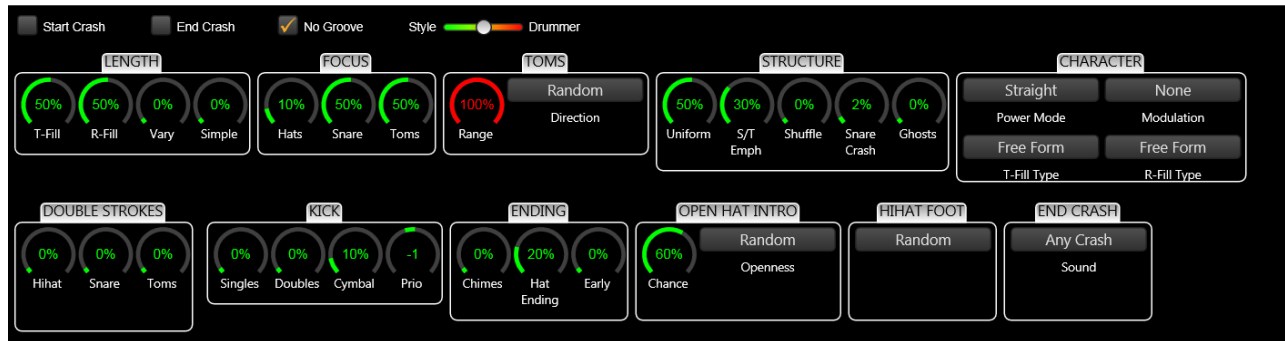 Start Crash End Crash No Groove Style Drummer
LENGTH FOCUS TOMS STRUCTURE CHARACTER
50% 50% 0% 0% 10% 50% 50% 100% Random 50% 30% 0% 2% 0% Straight None
T-Fill R-Fill Vary Simple Hats Snare Toms Range Direction Uniform S/T Emph Shuffle Snare Crash Ghosts Power Mode Modulation
Free Form Free Form
T-Fill Type R-Fill Type
DOUBLE STROKES KICK ENDING OPEN HAT INTRO HIHAT FOOT END CRASH
0% 0% 0% 0% 0% 10% -1 0% 20% 0% 60% Random Random Any Crash
Hihat Snare Toms Singles Doubles Cymbal Prio Chimes Hat Ending Early Chance Openness Sound